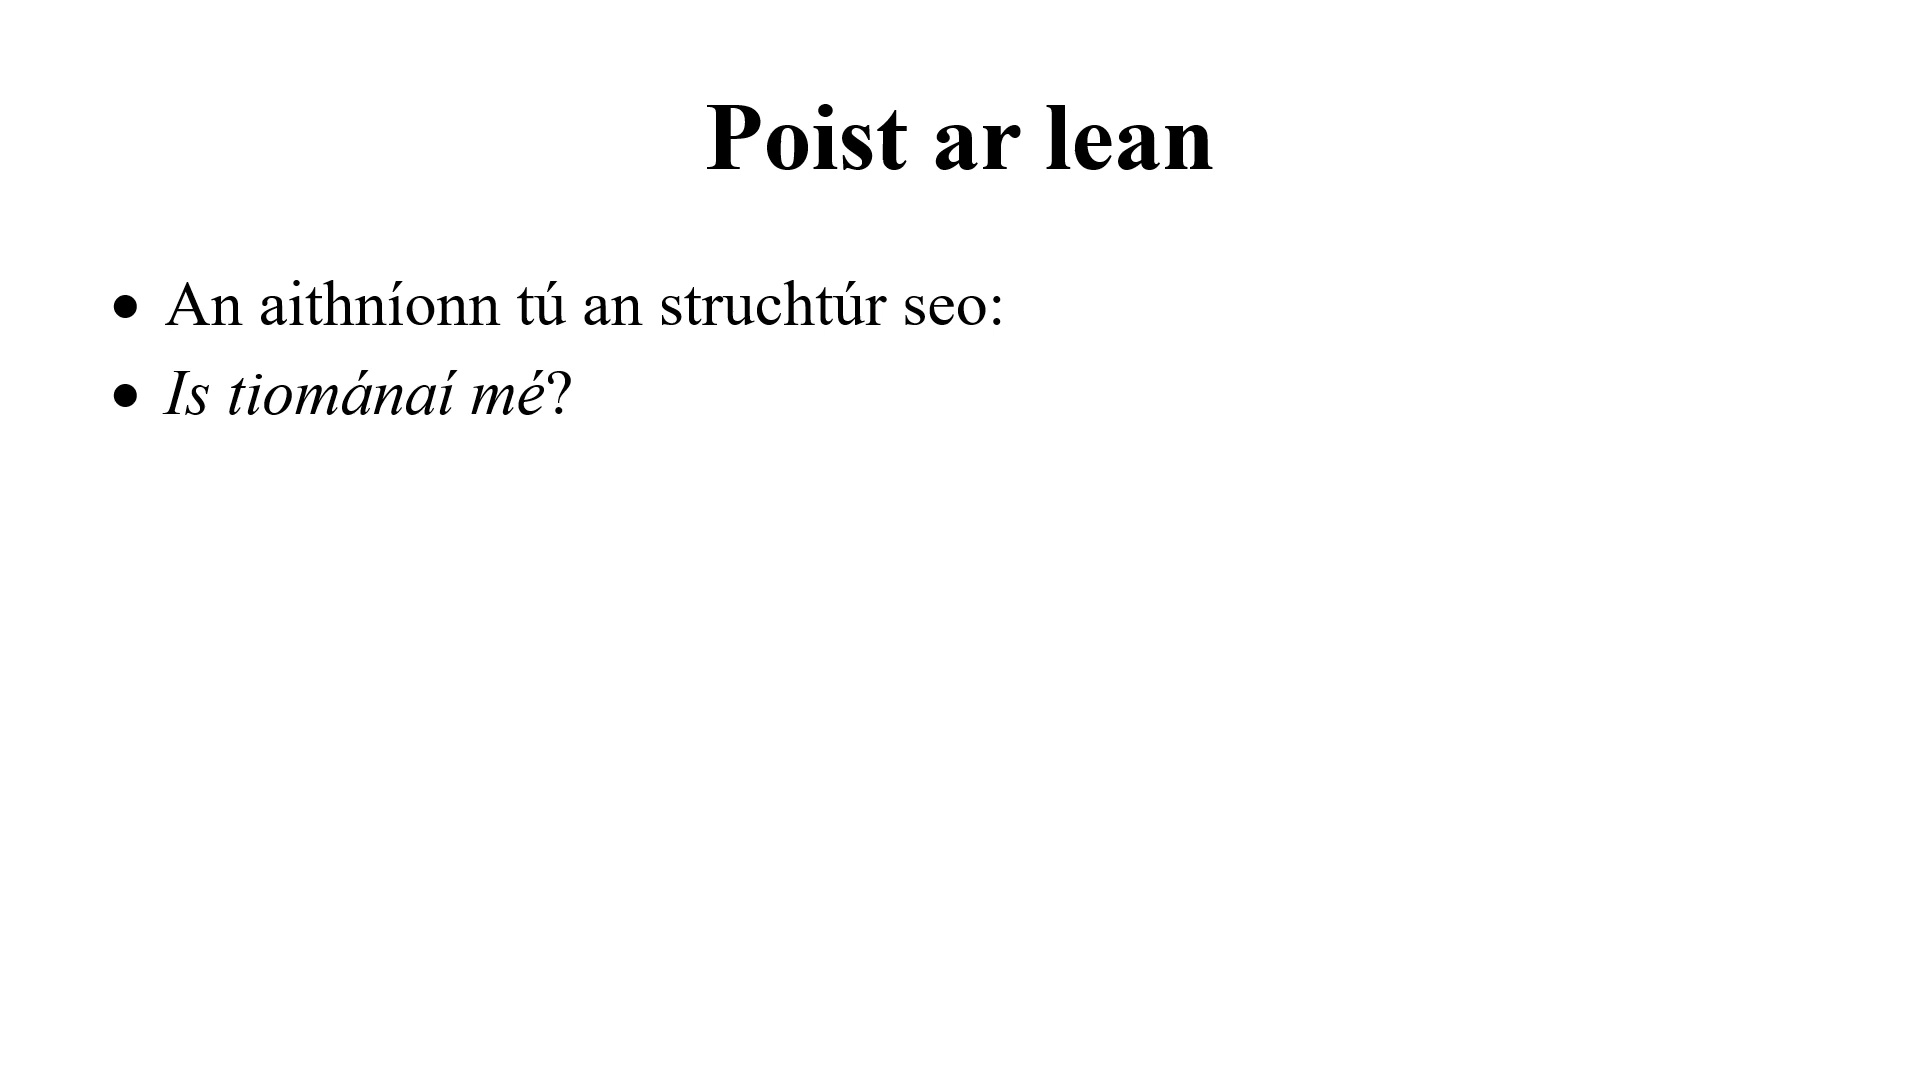 Poist ar lean
• An aithníonn tú an struchtúr seo:
• Is tiománaí mé?